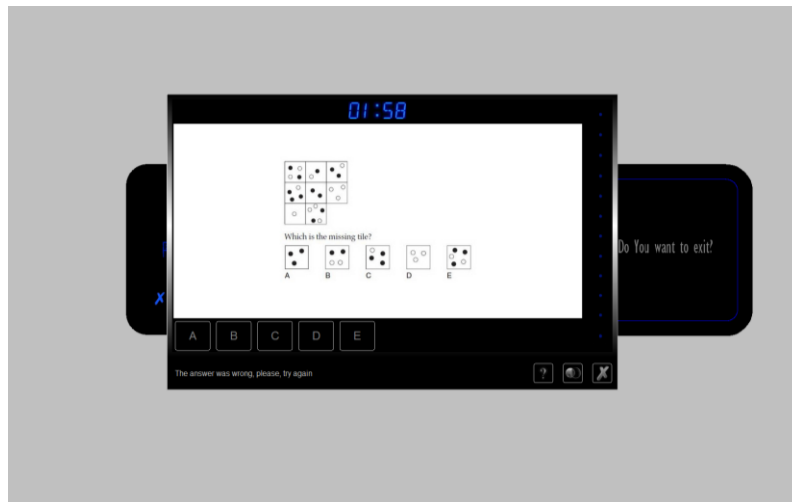 01:58
Which is the missing tile?
A B C D E
A B C D E
The answer was wrong, please, try again
?
X
Do You want to exit?